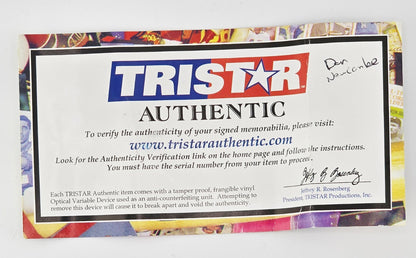 Don
Newcombe
TRISTAR
AUTHENTIC
To verify the authenticity of your signed memorabilia, please visit:
www.tristarauthentic.com
Look for the Authenticity Verification link on the home page and follow the instructions.
You must have the serial number from your item to process.
Each TRISTAR Authentic item comes with a tamper proof, frangible vinyl
Optical Variable Device used as an anti-counterfeiting unit. Attempting
to remove this device will cause it to break apart and void the authenticity.
Jeffrey R. Rosenberg
President TRISTAR Productions, Inc.